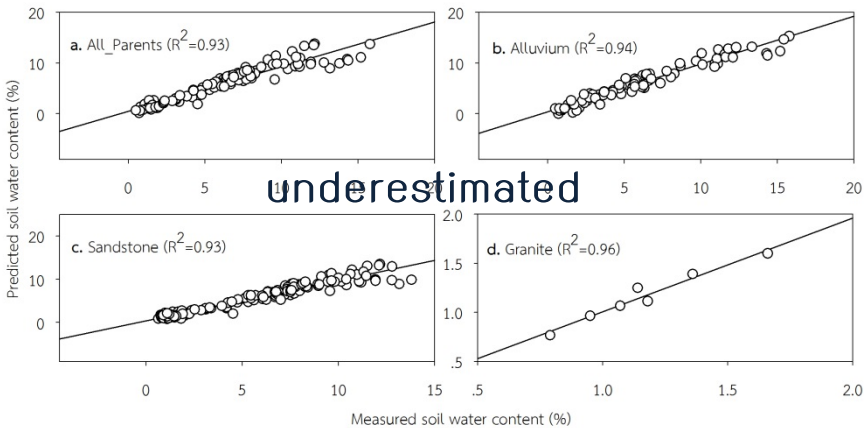 20
20
a. All_Parents (R2=0.93)
b. Alluvium (R2=0.94)
10
10
0
0
0 5 10 15 20
0 5 10 15 20
underestimated
Predicted soil water content (%)
20
2.0
c. Sandstone (R2=0.93)
d. Granite (R2=0.96)
1.5
10
1.0
0
.5
0 5 10 15
.5 1.0 1.5 2.0
Measured soil water content (%)